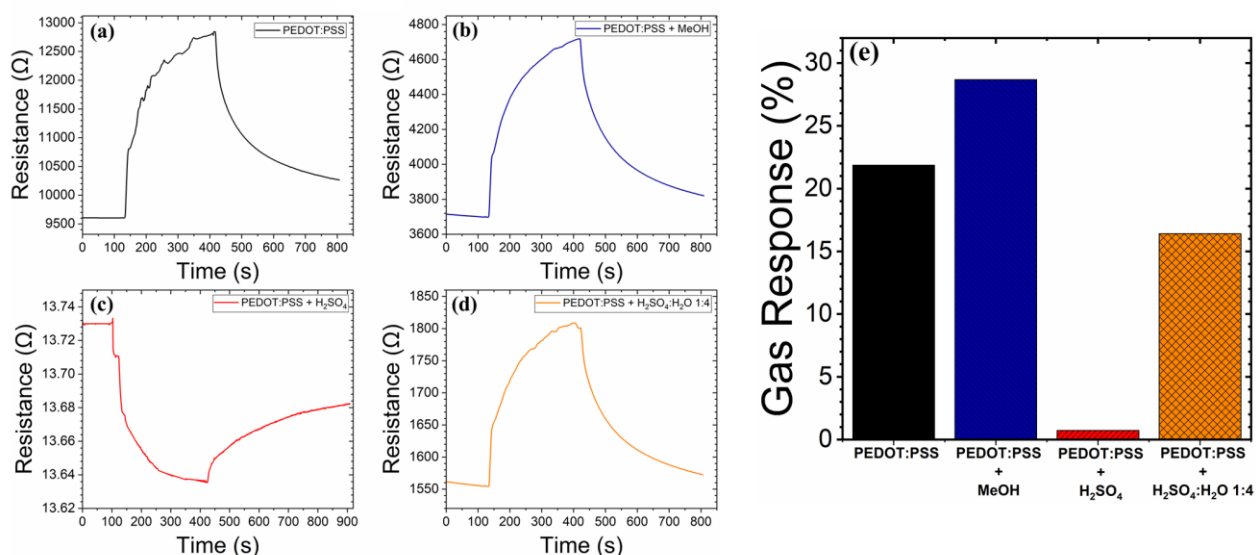 (a)
PEDOT:PSS
13000
12500
12000
11500
11000
10500
10000
9500
Resistance (Ω)
0 100 200 300 400 500 600 700 800
Time (s)
(b)
PEDOT:PSS + MeOH
4800
4600
4400
4200
4000
3800
3600
Resistance (Ω)
0 100 200 300 400 500 600 700 800
Time (s)
(c)
PEDOT:PSS + H₂SO₄
13.74
13.72
13.70
13.68
13.66
13.64
13.62
Resistance (Ω)
0 100 200 300 400 500 600 700 800 900
Time (s)
(d)
PEDOT:PSS + H₂SO₄:H₂O 1:4
1850
1800
1750
1700
1650
1600
1550
Resistance (Ω)
0 100 200 300 400 500 600 700 800
Time (s)
(e)
30
25
20
15
10
5
0
Gas Response (%)
PEDOT:PSS
PEDOT:PSS
+
MeOH
PEDOT:PSS
+
H₂SO₄
PEDOT:PSS
+
H₂SO₄:H₂O 1:4